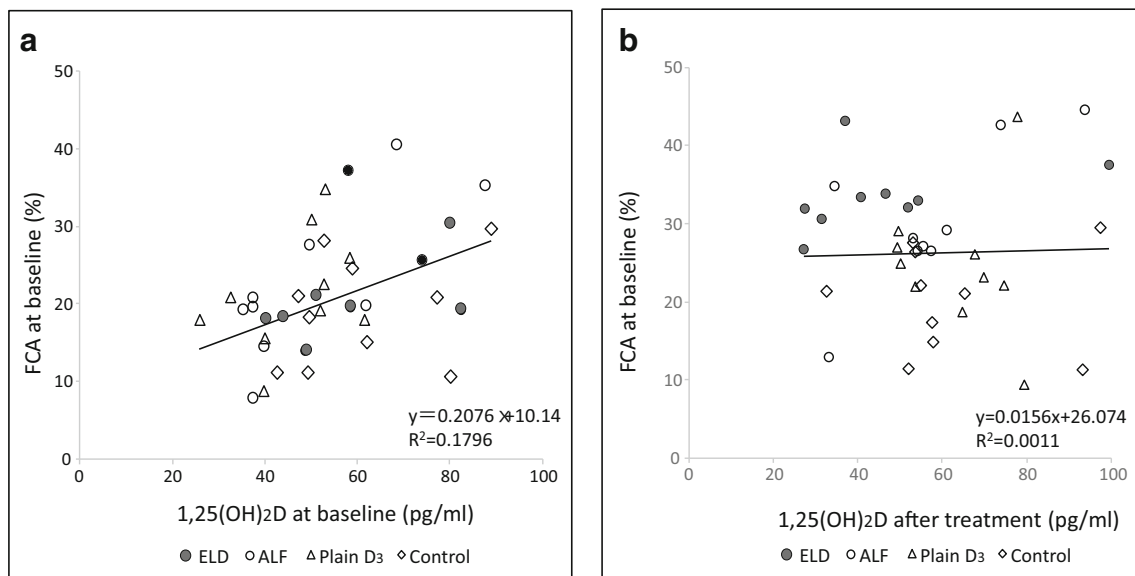 a
50
40
30
20
10
0
FCA at baseline (%)
y=0.2076 x+10.14
R²=0.1796
0 20 40 60 80 100
1,25(OH)2D at baseline (pg/ml)
ELD ALF Plain D3 Control
b
50
40
30
20
10
0
FCA at baseline (%)
y=0.0156x+26.074
R²=0.0011
0 20 40 60 80 100
1,25(OH)2D after treatment (pg/ml)
ELD ALF Plain D3 Control